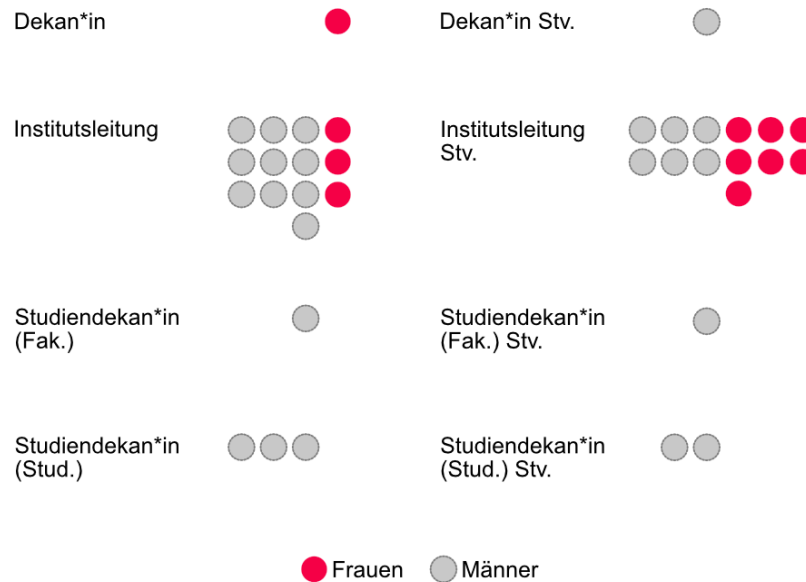 Dekan*in
Dekan*in Stv.
Institutsleitung
Institutsleitung
Stv.
Studiendekan*in
(Fak.)
Studiendekan*in
(Fak.) Stv.
Studiendekan*in
(Stud.)
Studiendekan*in
(Stud.) Stv.
Frauen
Männer